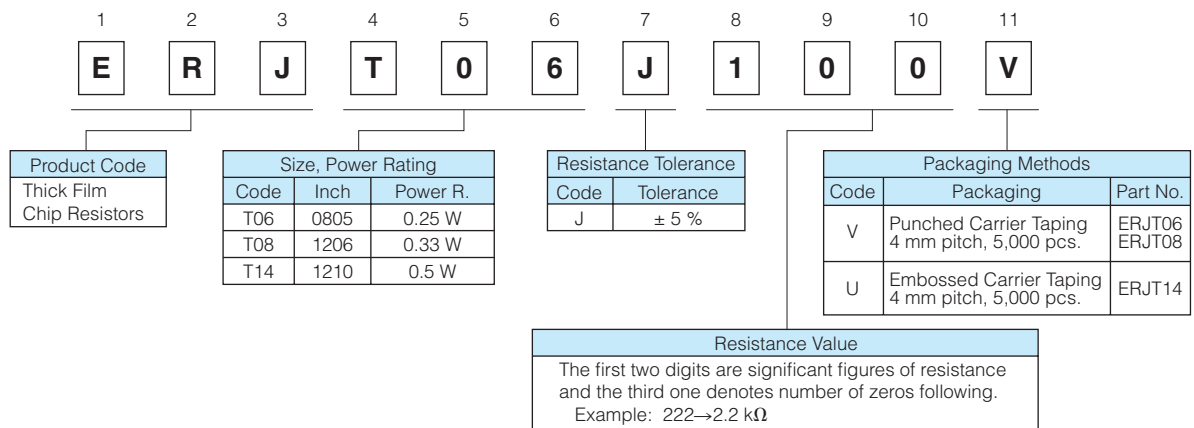 1 2 3 4 5 6 7 8 9 10 11
E R J T 0 6 J 1 0 0 V
Product Code
Thick Film
Chip Resistors
Size, Power Rating
Code Inch Power R.
T06 0805 0.25 W
T08 1206 0.33 W
T14 1210 0.5 W
Resistance Tolerance
Code Tolerance
J ± 5 %
Packaging Methods
Code Packaging Part No.
V Punched Carrier Taping 4 mm pitch, 5,000 pcs. ERJT06 ERJT08
U Embossed Carrier Taping 4 mm pitch, 5,000 pcs. ERJT14
Resistance Value
The first two digits are significant figures of resistance
and the third one denotes number of zeros following.
Example: 222→2.2 kΩ